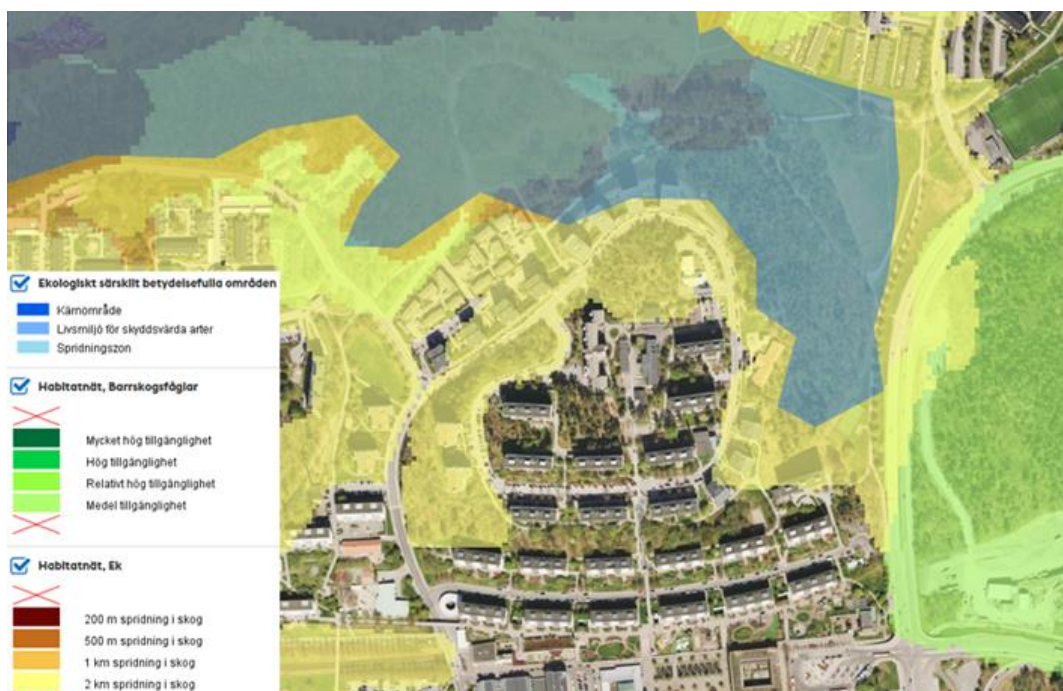 Ekologiskt särskilt betydelsefulla områden
Kärnområde
Livsmiljö för skyddsvärda arter
Spridningszon
Habitatnät, Barrskogsfåglar
Mycket hög tillgänglighet
Hög tillgänglighet
Relativt hög tillgänglighet
Medel tillgänglighet
Habitatnät, Ek
200 m spridning i skog
500 m spridning i skog
1 km spridning i skog
2 km spridning i skog